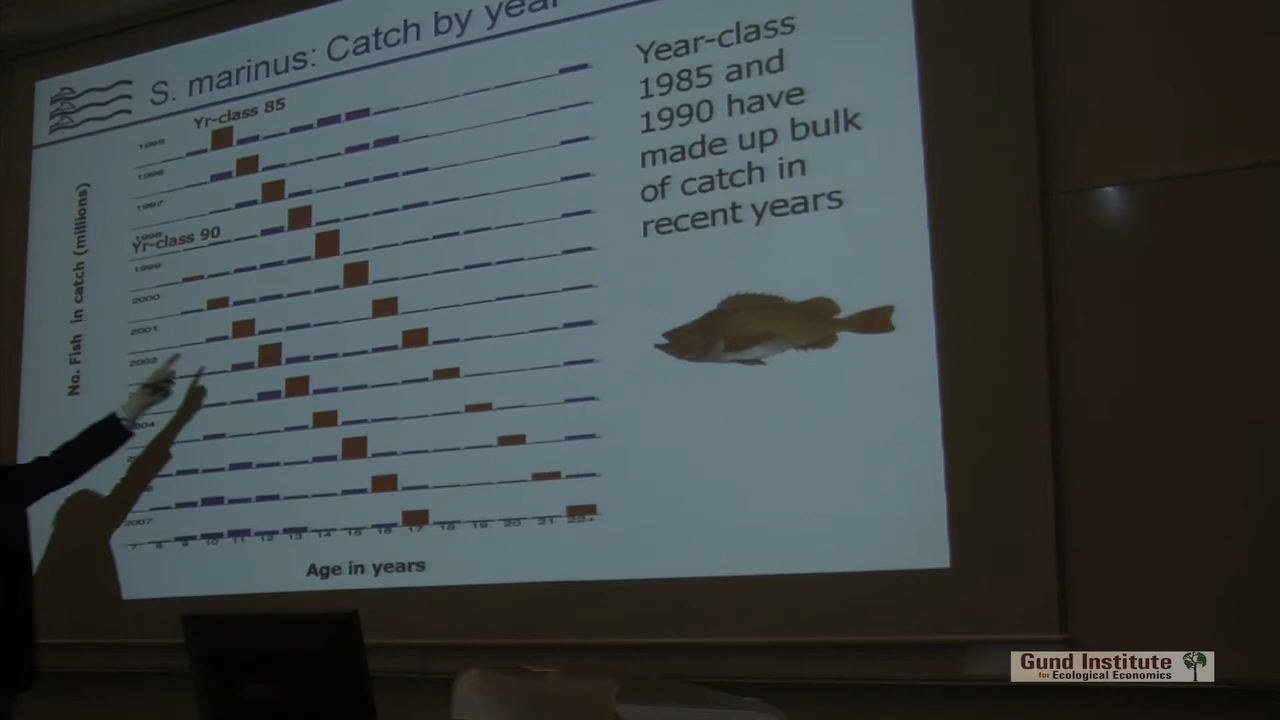 S. marinus: Catch by year
Yr-class 85
1995
1996
1997
1998
Yr-class 90
1999
2000
2001
2002
2007
7 8 9 10 11 12 13 14 15 16 17 18 19 20 21 22+
No. Fish in catch (millions)
Age in years
Year-class
1985 and
1990 have
made up bulk
of catch in
recent years
Gund Institute
for Ecological Economics